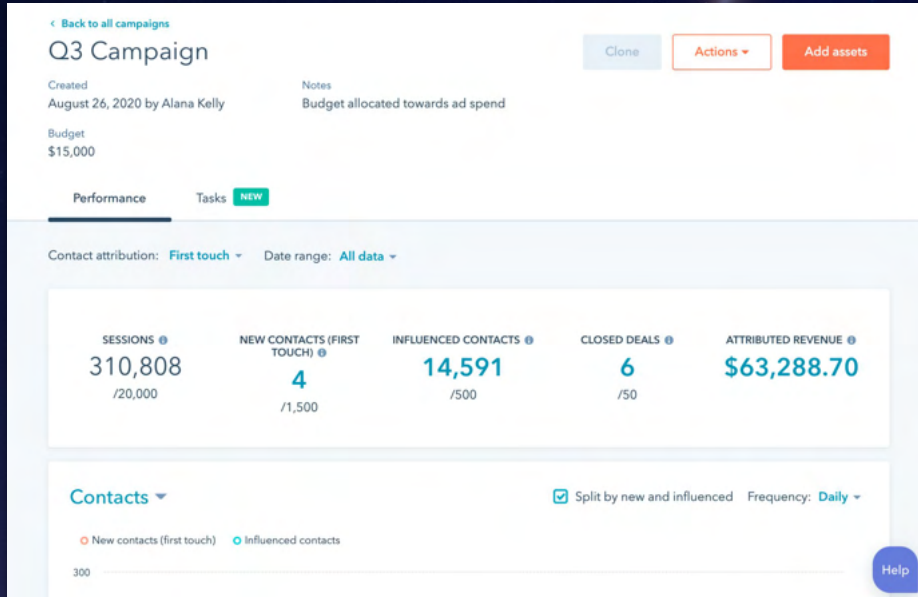 ‹ Back to all campaigns
Q3 Campaign
Clone
Actions
Add assets
Created
August 26, 2020 by Alana Kelly
Notes
Budget allocated towards ad spend
Budget
$15,000
Performance
Tasks NEW
Contact attribution: First touch
Date range: All data
SESSIONS
310,808
/20,000
NEW CONTACTS (FIRST
TOUCH)
4
/1,500
INFLUENCED CONTACTS
14,591
/500
CLOSED DEALS
6
/50
ATTRIBUTED REVENUE
$63,288.70
Contacts
Split by new and influenced
Frequency: Daily
New contacts (first touch)
Influenced contacts
300
Help